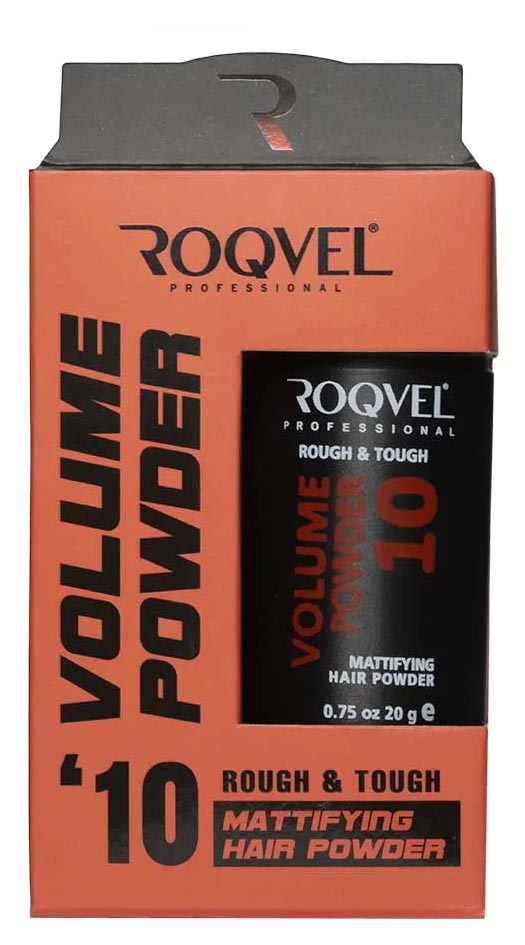 R
ROQVEL®
PROFESSIONAL
VOLUME
POWDER
'10
ROUGH & TOUGH
MATTIFYING
HAIR POWDER
ROQVEL®
PROFESSIONAL
ROUGH & TOUGH
VOLUME
POWDER
10
MATTIFYING
HAIR POWDER
0.75 oz 20 g ℮